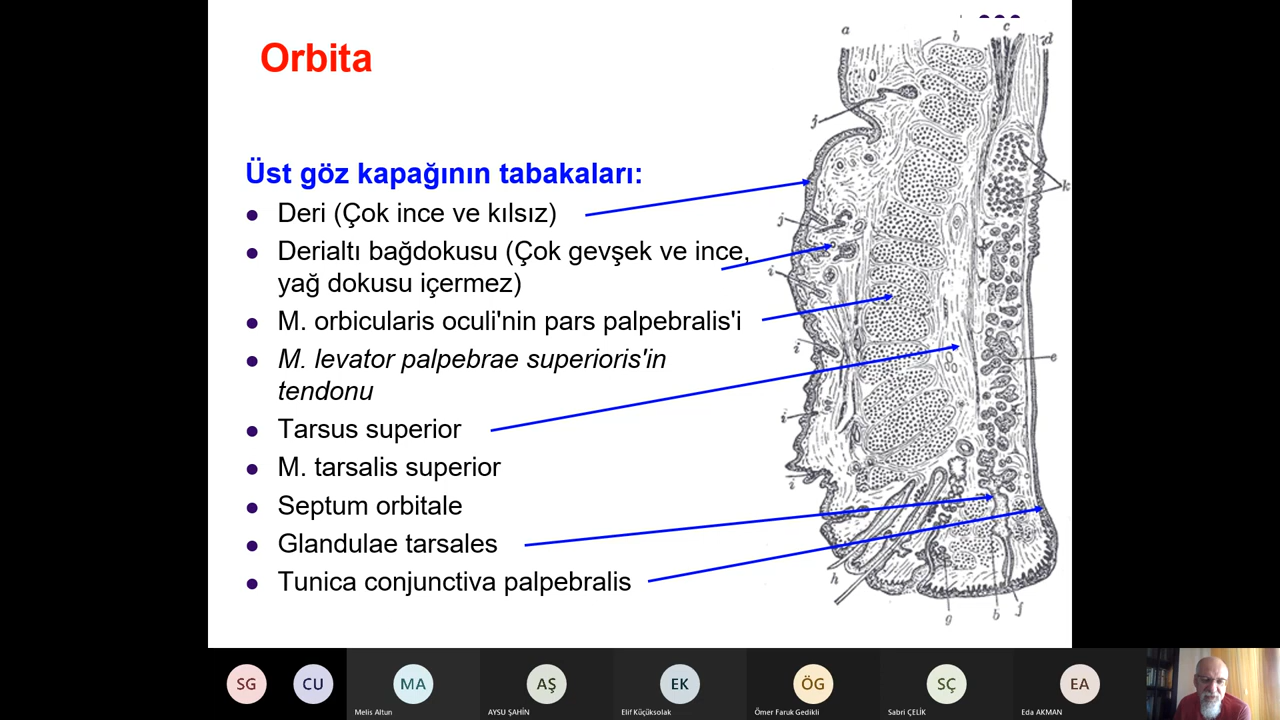 Orbita
Üst göz kapağının tabakaları:
Deri (Çok ince ve kılsız)
Derialtı bağdokusu (Çok gevşek ve ince,
yağ dokusu içermez)
M. orbicularis oculi'nin pars palpebralis'i
M. levator palpebrae superioris'in
tendonu
Tarsus superior
M. tarsalis superior
Septum orbitale
Glandulae tarsales
Tunica conjunctiva palpebralis
a
b
c
d
j
k
j
i
i
e
i
i
h
g
b
f
SG
CU
MA
AŞ
EK
ÖG
SÇ
EA
Melis Altun
AYSU ŞAHİN
Elif Küçüksolak
Ömer Faruk Gedikli
Sabri ÇELİK
Eda AKMAN